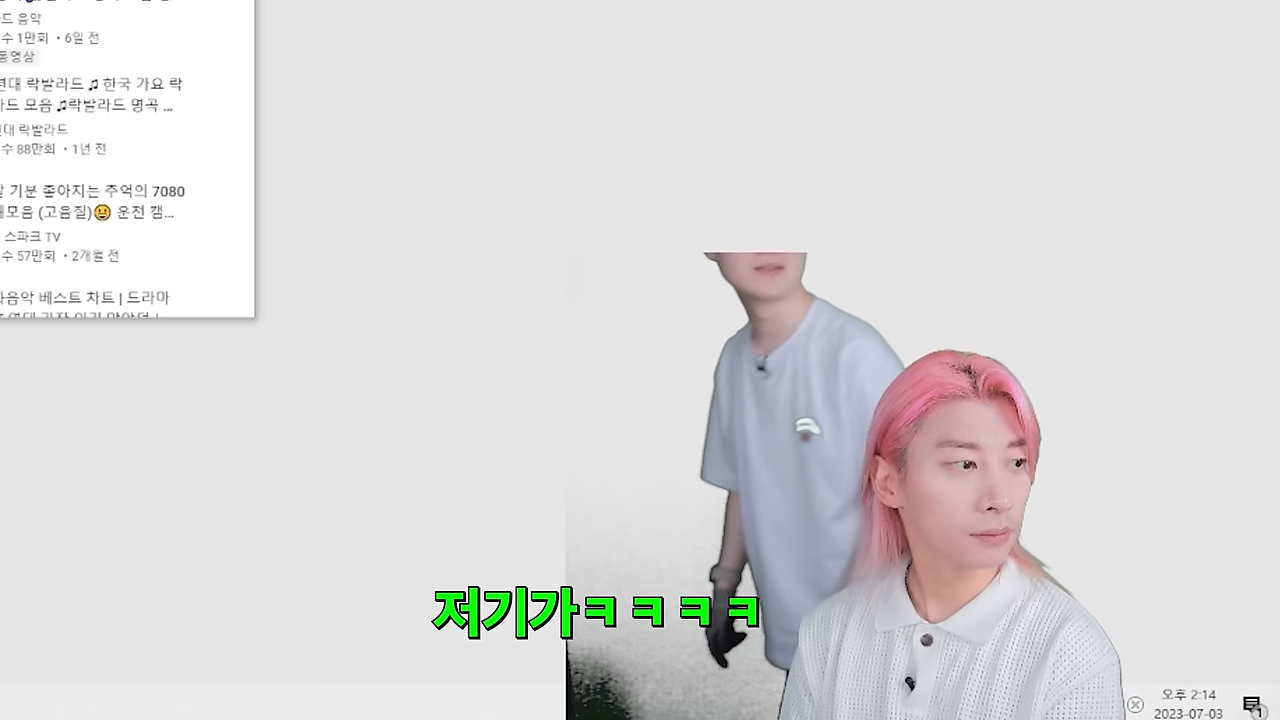 드 음악
수 1만회 • 6일 전
동영상
년대 락발라드 ♫ 한국 가요 락
라드 모음 ♫락발라드 명곡 ...
대 락발라드
수 88만회 • 1년 전
기분 좋아지는 추억의 7080
모음 (고음질)😃 운전 캠...
스파크 TV
수 57만회 • 2개월 전
음악 베스트 차트 | 드라마
저기가ㅋㅋㅋㅋ
오후 2:14
2023-07-03
1